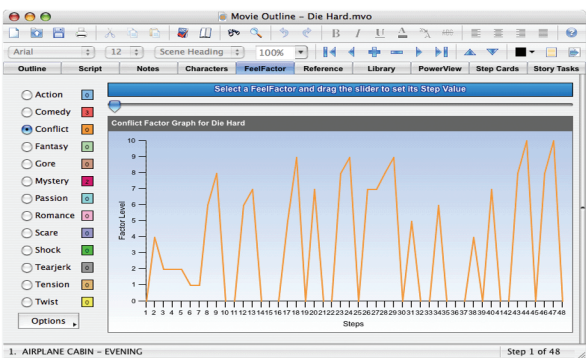 Movie Outline - Die Hard.mvo
B I U A
Arial 12 Scene Heading 100%
Outline Script Notes Characters FeelFactor Reference Library PowerView Step Cards Story Tasks
Select a FeelFactor and drag the slider to set its Step Value
Action 0
Comedy 3
Conflict 0
Fantasy 0
Gore 0
Mystery 2
Passion 0
Romance 0
Scare 0
Shock 0
Tearjerk 0
Tension 0
Twist 0
Options
Conflict Factor Graph for Die Hard
Factor Level
10
9
8
7
6
5
4
3
2
1
0
1 2 3 4 5 6 7 8 9 10 11 12 13 14 15 16 17 18 19 20 21 22 23 24 25 26 27 28 29 30 31 32 33 34 35 36 37 38 39 40 41 42 43 44 45 46 47 48
Steps
1. AIRPLANE CABIN – EVENING Step 1 of 48